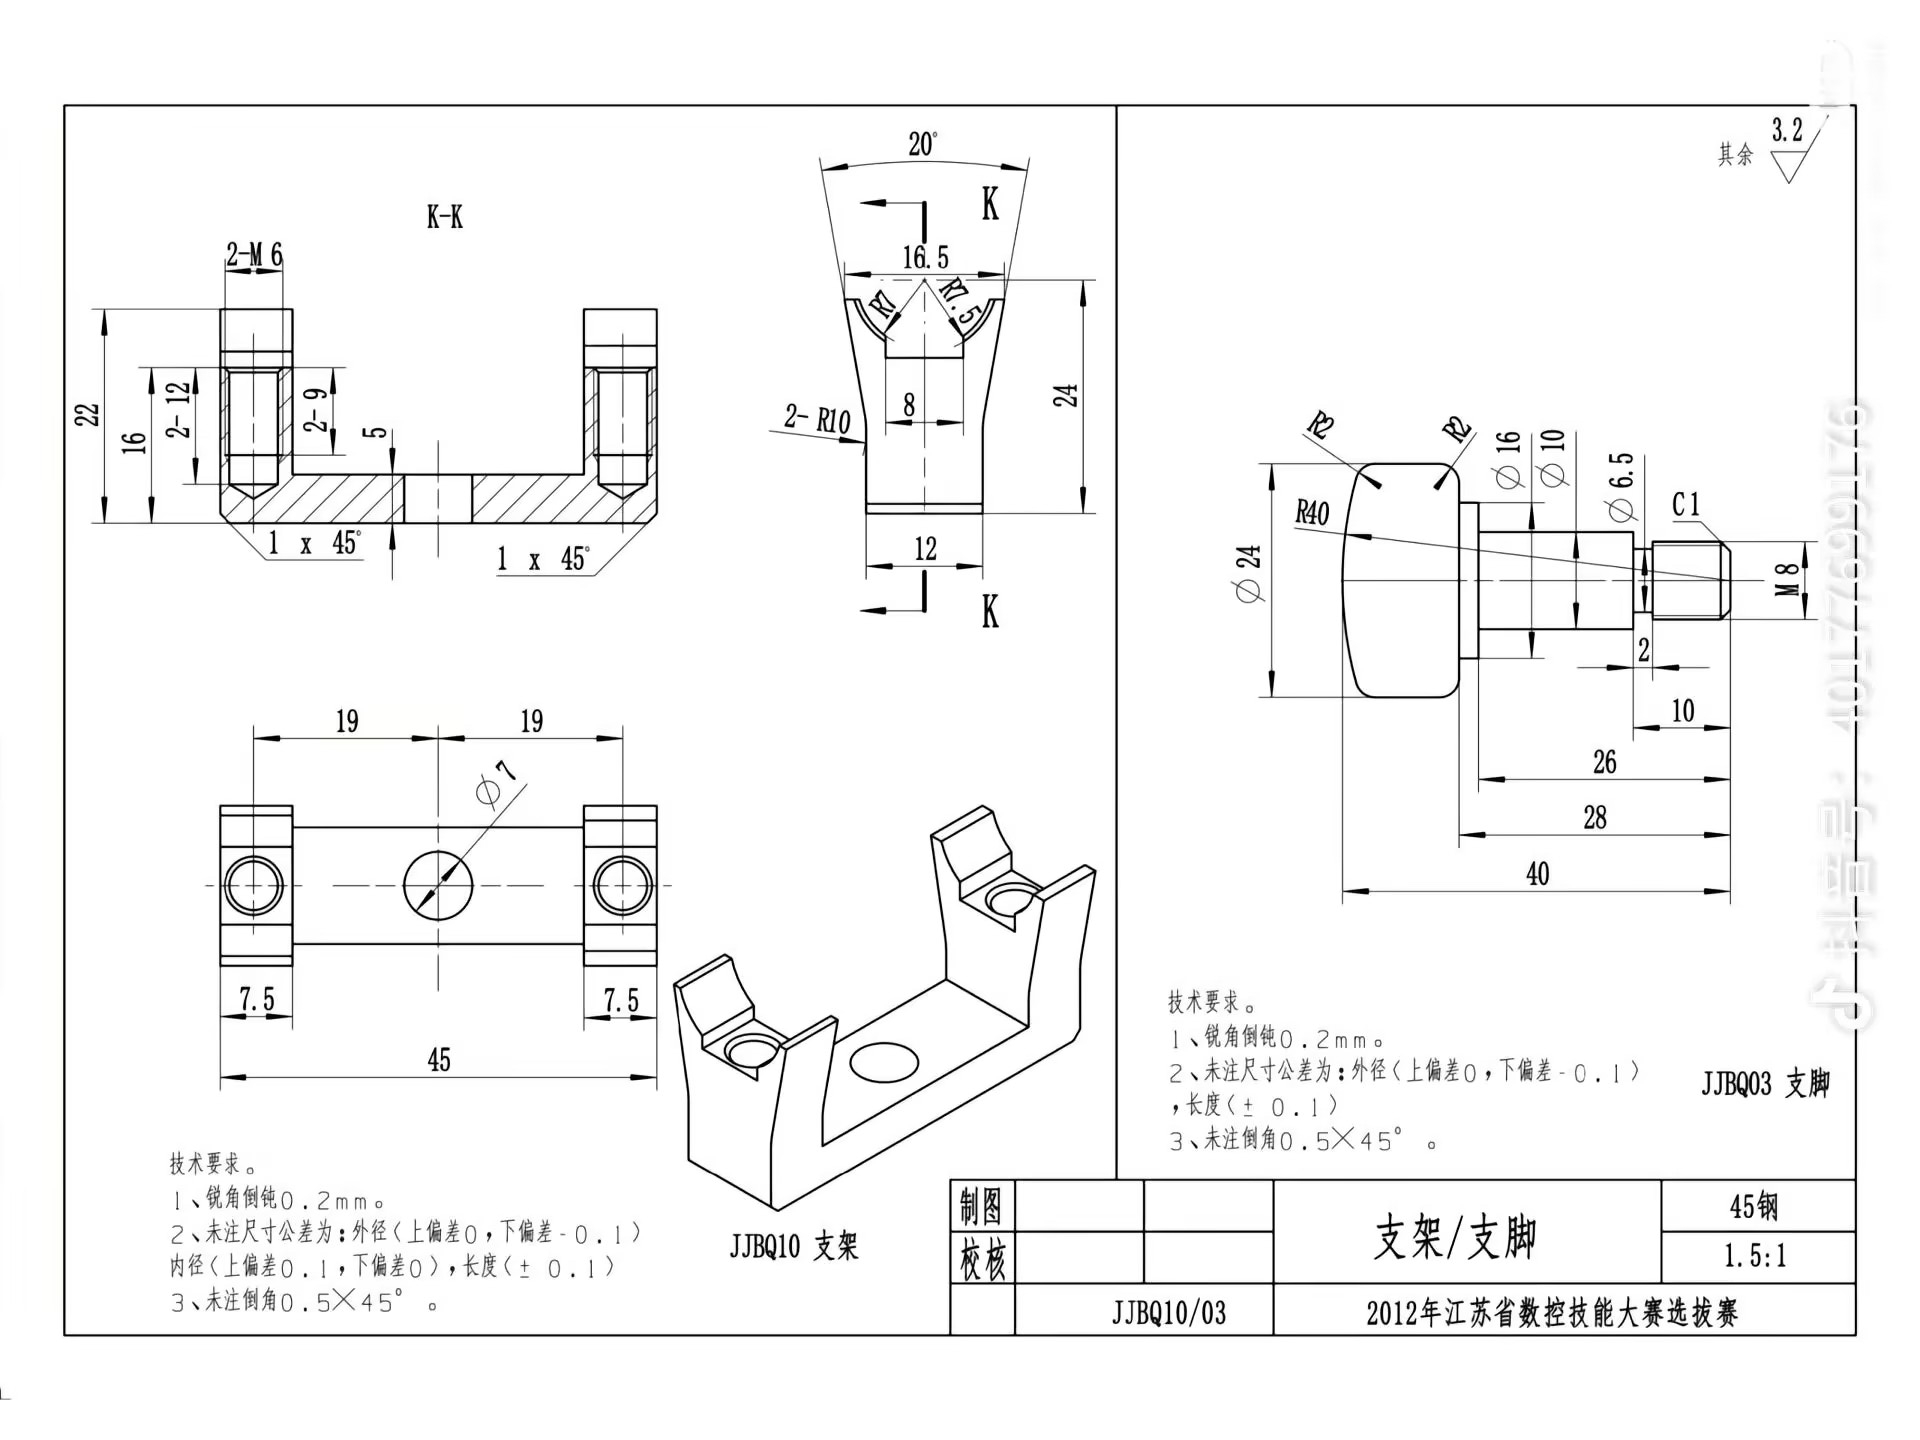 其余 3.2
20°
K
K-K
16.5
2-M 6
R7
R7.5
22
16
2-12
2-9
5
24
8
2- R10
1 x 45°
1 x 45°
12
K
R2
R2
R40
⌀16
⌀10
⌀6.5
C1
⌀24
M 8
2
10
26
28
40
19
19
⌀7
7.5
7.5
45
技术要求。
1、锐角倒钝0.2mm。
2、未注尺寸公差为:外径(上偏差0,下偏差-0.1)
,长度(± 0.1)
3、未注倒角0.5×45° 。
JJBQ03 支脚
技术要求。
1、锐角倒钝0.2mm。
2、未注尺寸公差为:外径(上偏差0,下偏差-0.1)
内径(上偏差0.1,下偏差0),长度(± 0.1)
3、未注倒角0.5×45° 。
JJBQ10 支架
制图
校核
支架/支脚
45钢
1.5:1
JJBQ10/03
2012年江苏省数控技能大赛选拔赛
抖音号: